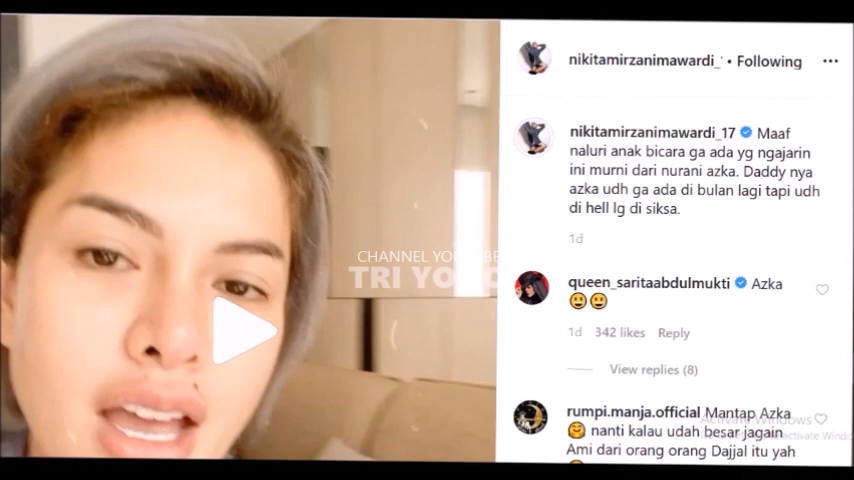 nikitamirzanimawardi_ • Following
nikitamirzanimawardi_17 Maaf
naluri anak bicara ga ada yg ngajarin
ini murni dari nurani azka. Daddy nya
azka udh ga ada di bulan lagi tapi udh
di hell lg di siksa.
1d
CHANNEL
TRI
queen_saritaabdulmukti Azka
😀😀
1d 342 likes Reply
View replies (8)
rumpi.manja.official Mantap Azka
🤗 nanti kalau udah besar jagain
Ami dari orang orang Dajjal itu yah
Activate Windows